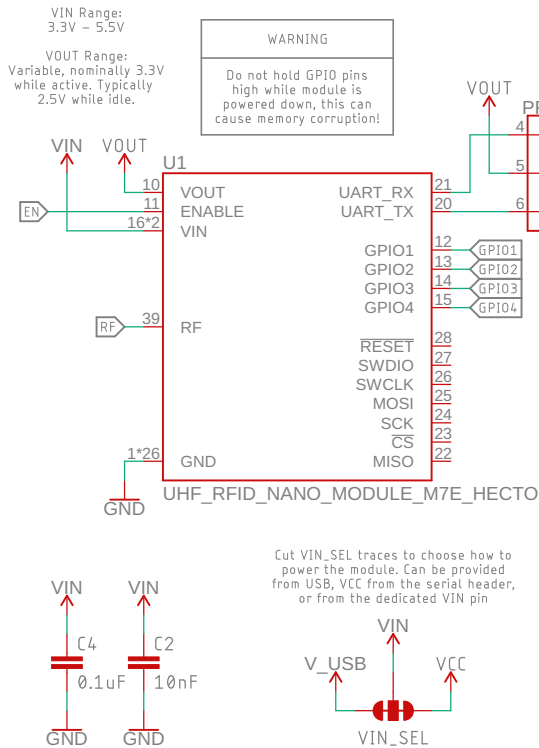 VIN Range:
3.3V – 5.5V
VOUT Range:
Variable, nominally 3.3V
while active. Typically
2.5V while idle.
WARNING
Do not hold GPIO pins
high while module is
powered down, this can
cause memory corruption!
VIN
VOUT
U1
VOUT
4
5
6
EN
10
11
16*2
VOUT
ENABLE
VIN
UART_RX
UART_TX
21
20
GPIO1
GPIO2
GPIO3
GPIO4
12
13
14
15
GPIO1
GPIO2
GPIO3
GPIO4
RF
39
RF
RESET
SWDIO
SWCLK
MOSI
SCK
CS
MISO
28
27
26
25
24
23
22
1*26
GND
GND
UHF_RFID_NANO_MODULE_M7E_HECTO
Cut VIN_SEL traces to choose how to
power the module. Can be provided
from USB, VCC from the serial header,
or from the dedicated VIN pin
VIN
C4
0.1uF
GND
VIN
C2
10nF
GND
VIN
V_USB
VCC
VIN_SEL